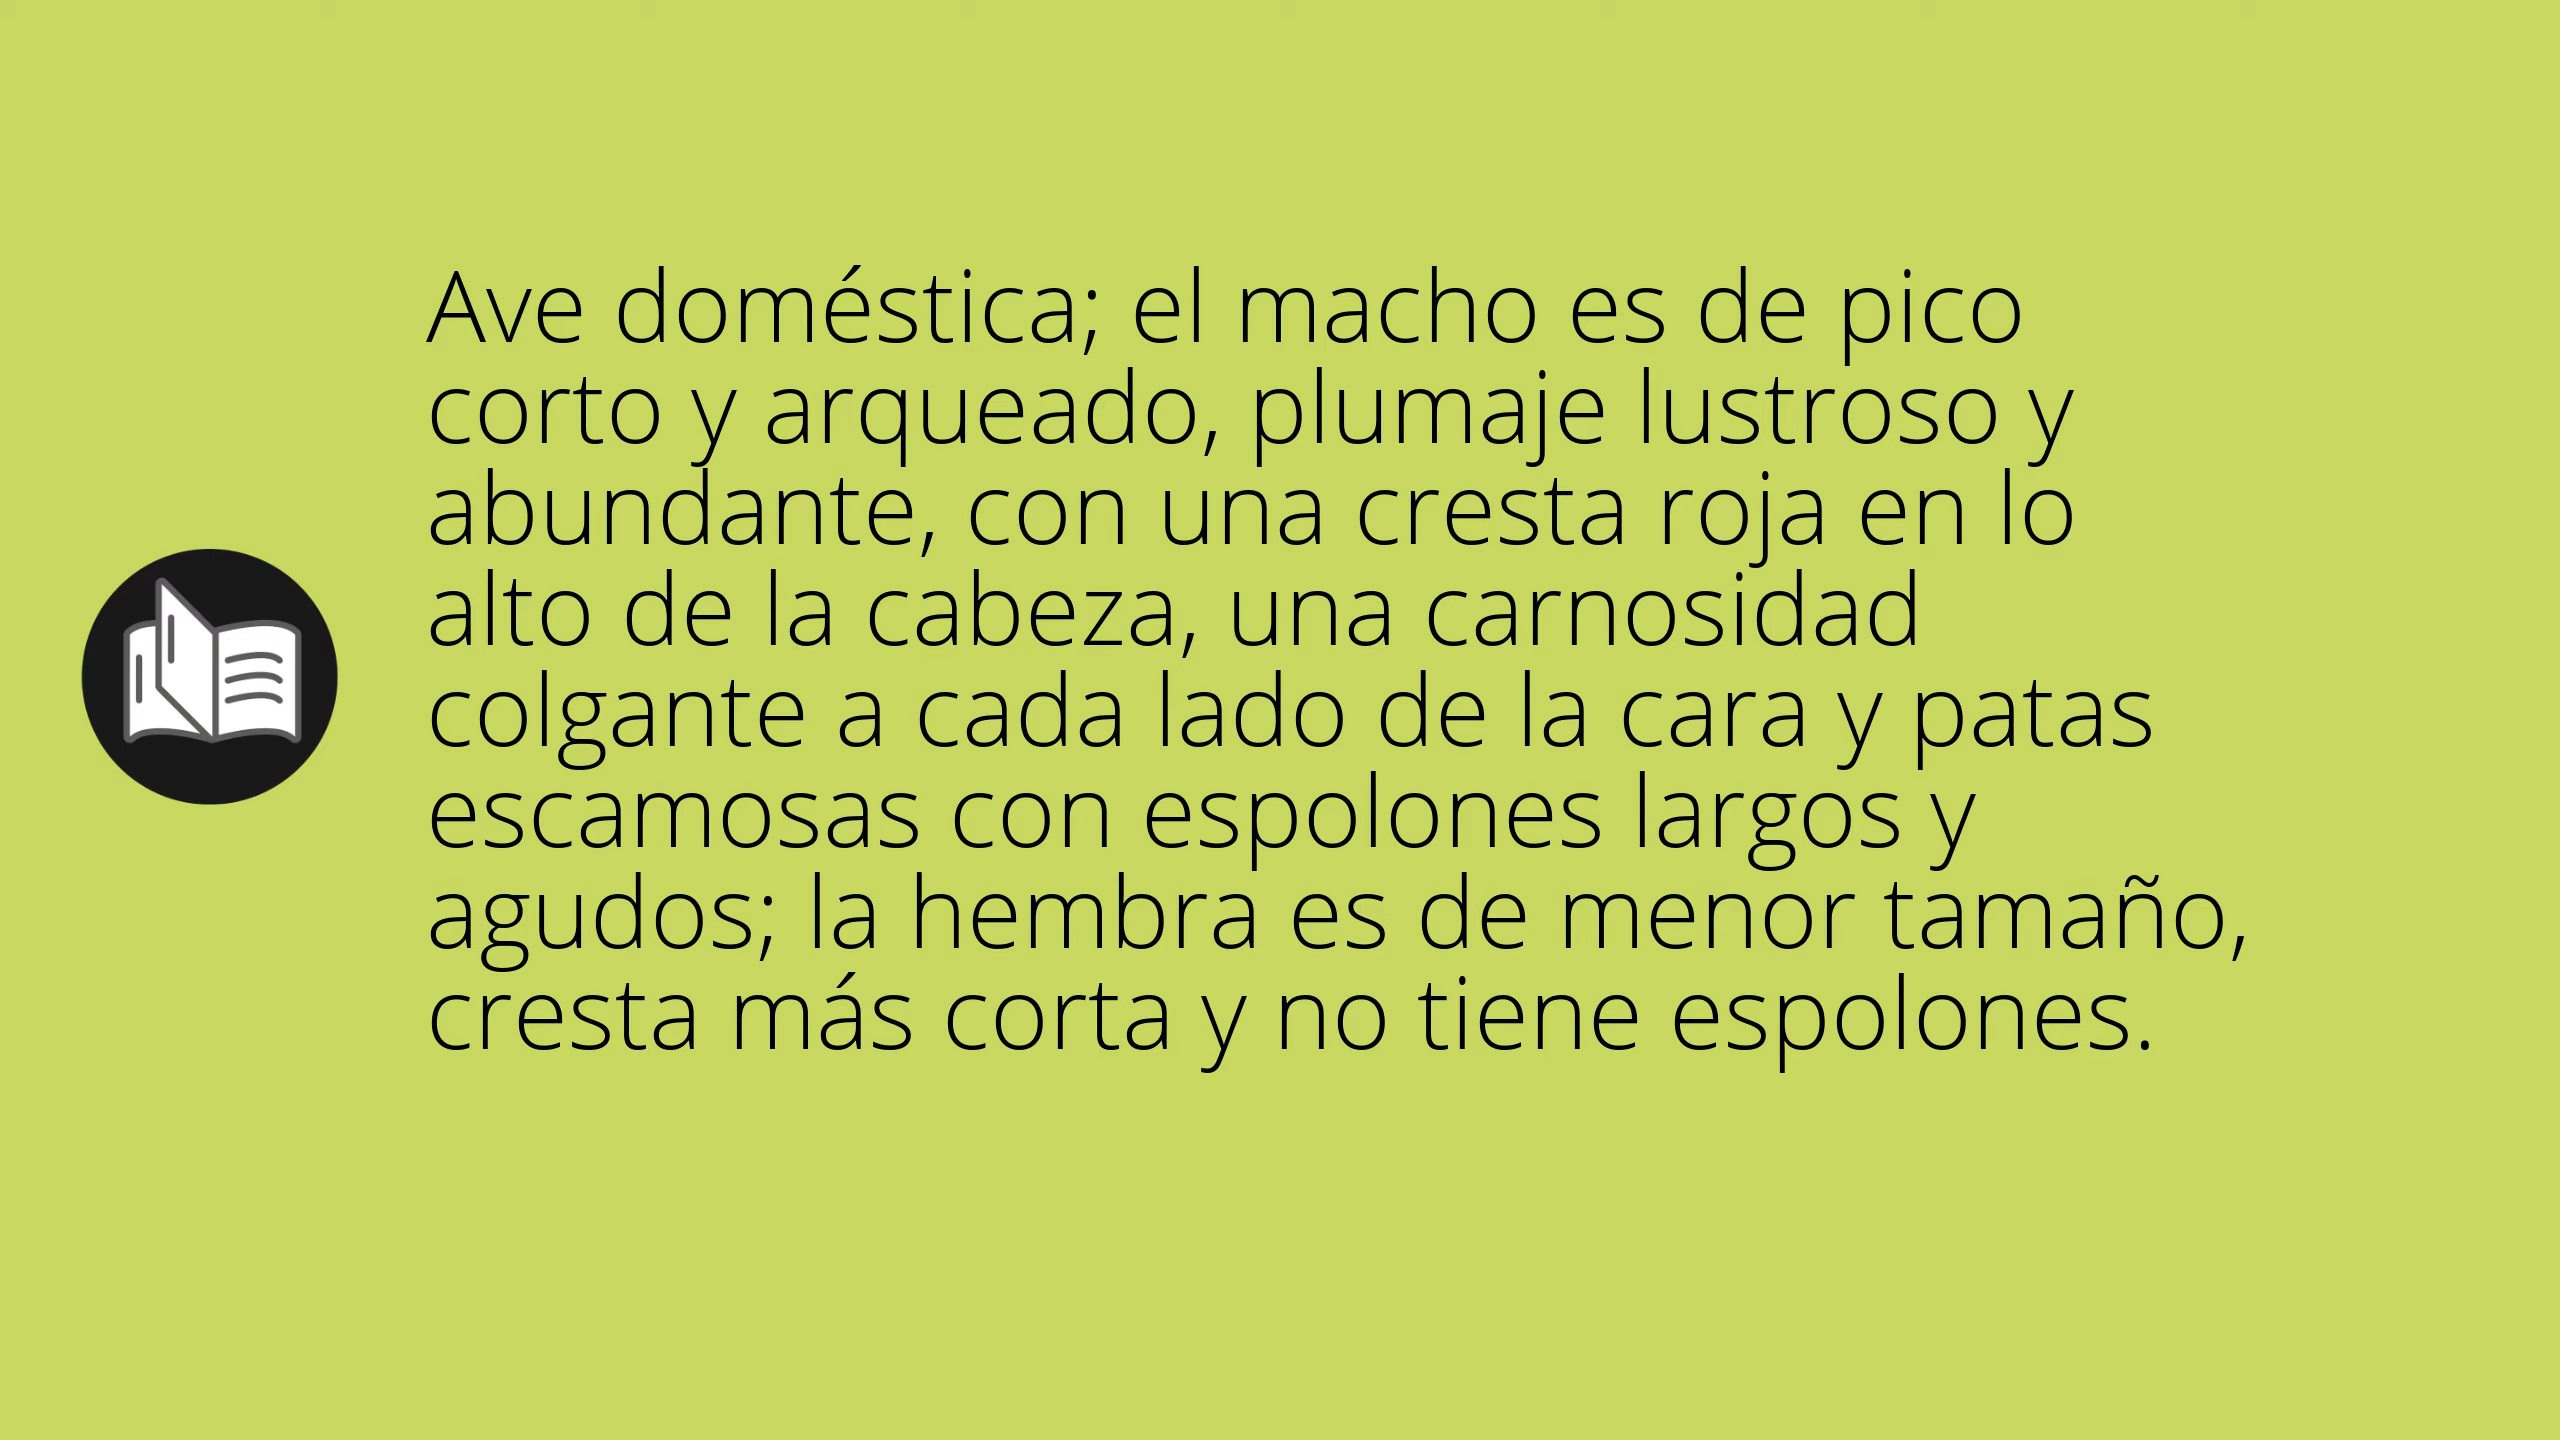 Ave doméstica; el macho es de pico
corto y arqueado, plumaje lustroso y
abundante, con una cresta roja en lo
alto de la cabeza, una carnosidad
colgante a cada lado de la cara y patas
escamosas con espolones largos y
agudos; la hembra es de menor tamaño,
cresta más corta y no tiene espolones.